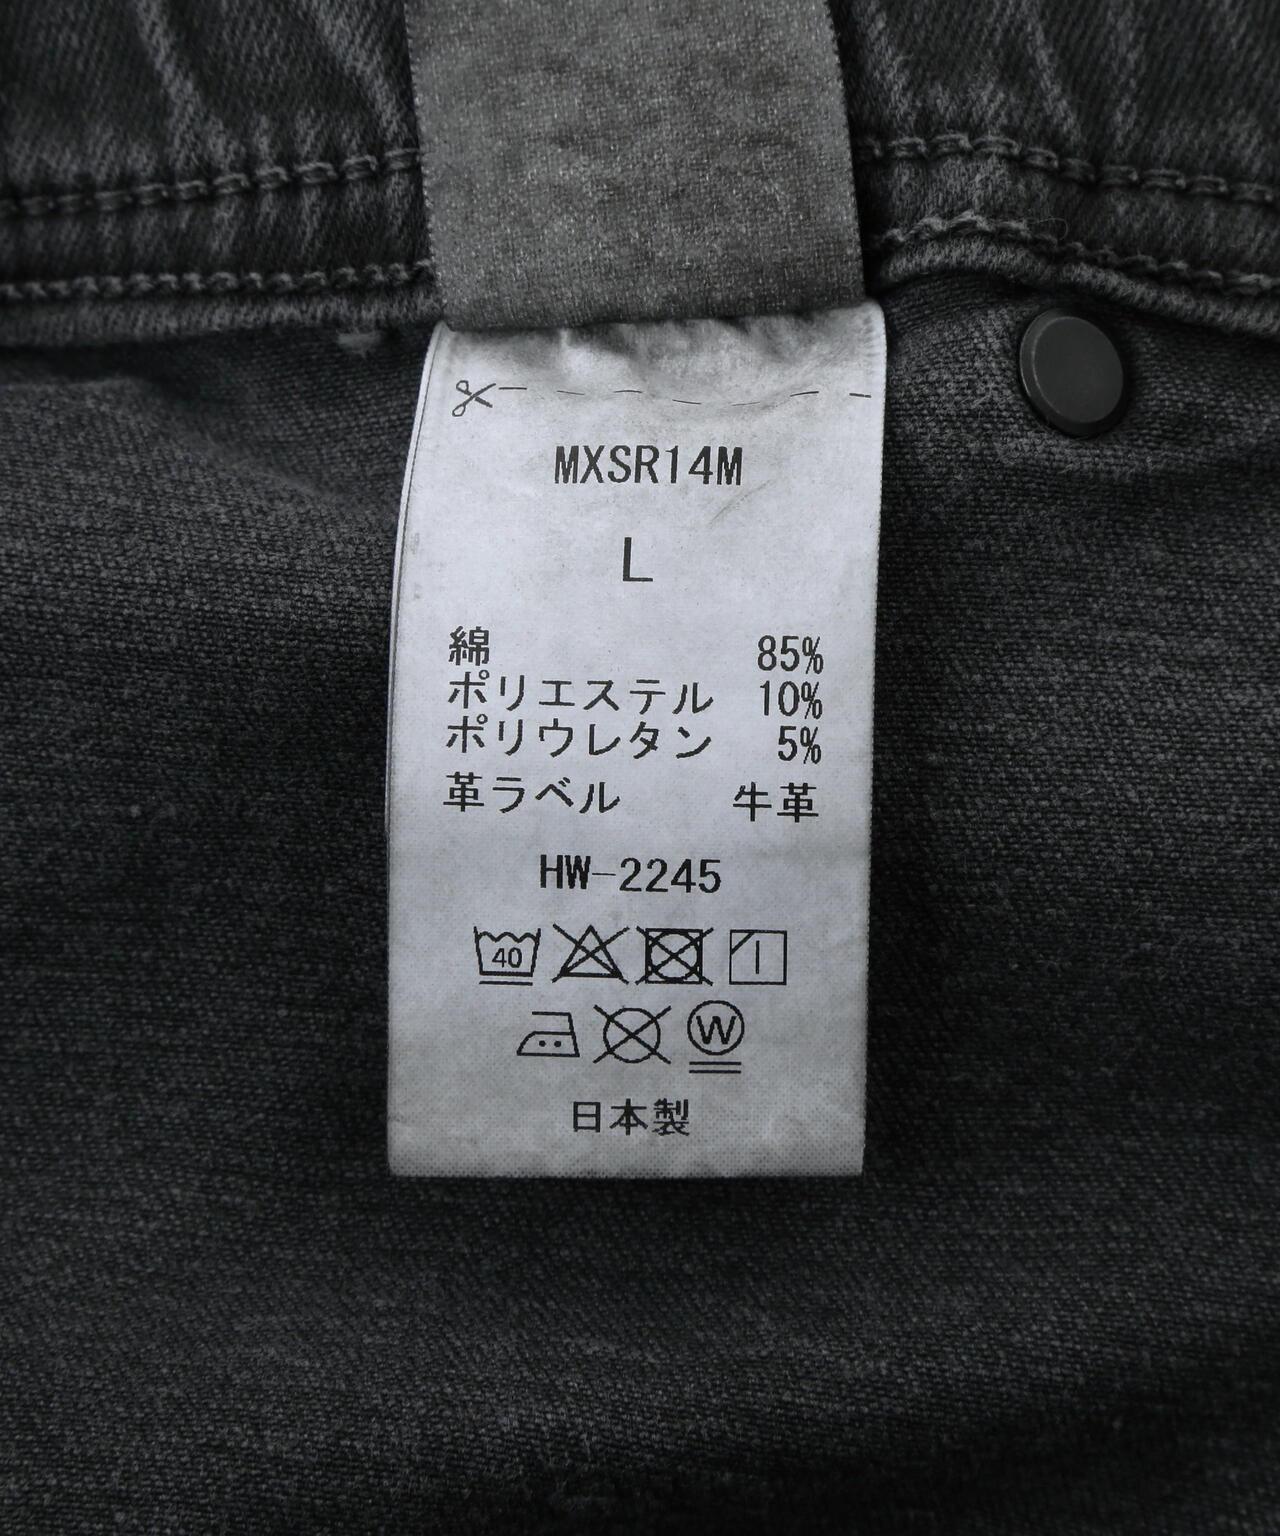 MXSR14M
L
綿 85%
ポリエステル 10%
ポリウレタン 5%
革ラベル 牛革
HW-2245
40
W
日本製